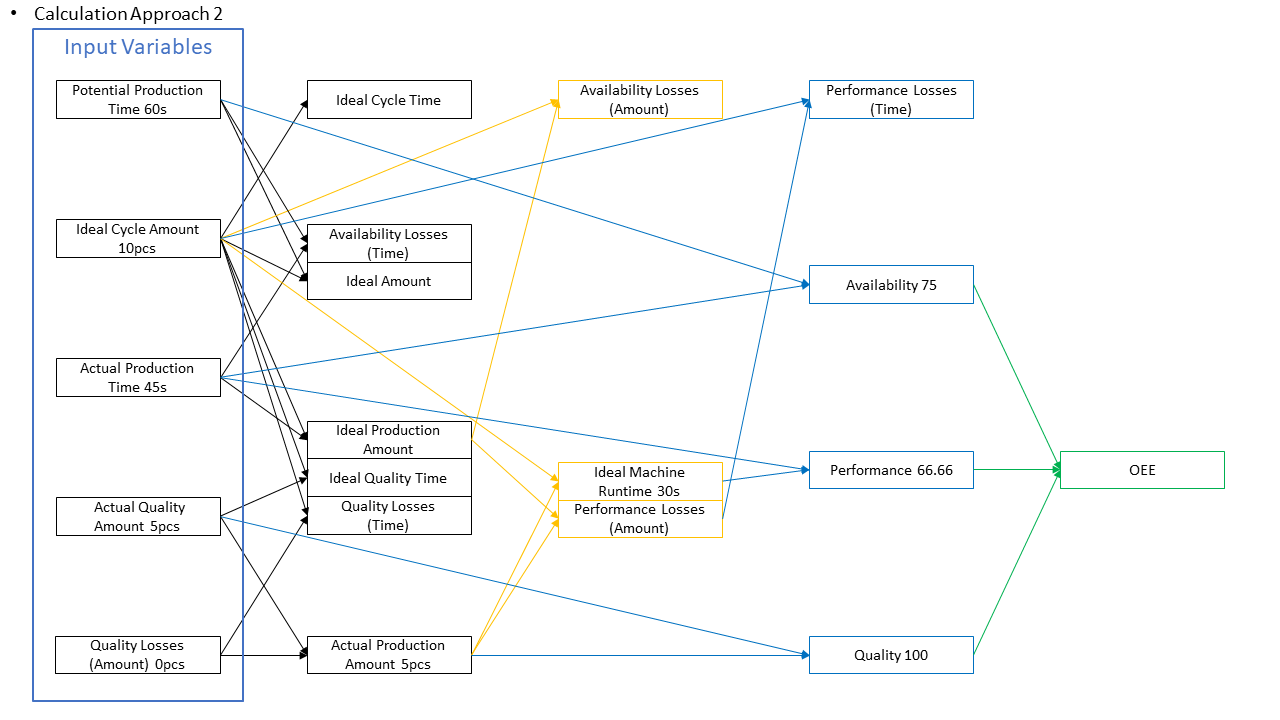 • Calculation Approach 2
Input Variables
Potential Production
Time 60s
Ideal Cycle Time
Availability Losses
(Amount)
Performance Losses
(Time)
Ideal Cycle Amount
10pcs
Availability Losses
(Time)
Ideal Amount
Availability 75
Actual Production
Time 45s
Ideal Production
Amount
Ideal Quality Time
Quality Losses
(Time)
Ideal Machine
Runtime 30s
Performance Losses
(Amount)
Performance 66.66
OEE
Actual Quality
Amount 5pcs
Quality Losses
(Amount) 0pcs
Actual Production
Amount 5pcs
Quality 100